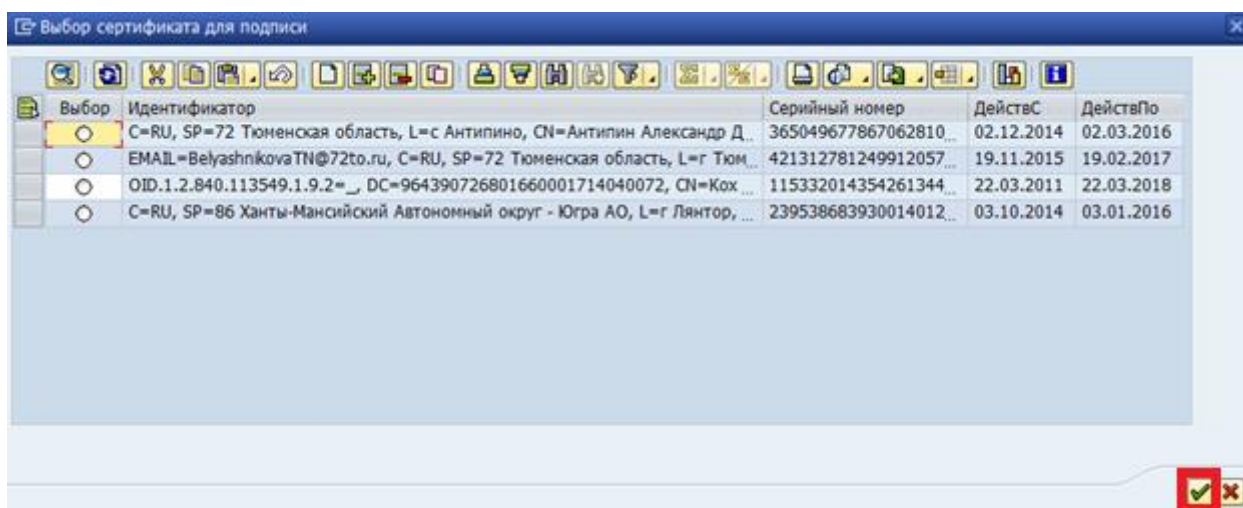 Выбор сертификата для подписи
Выбор Идентификатор Серийный номер ДействС ДействПо
C=RU, SP=72 Тюменская область, L=с Антипино, CN=Антипин Александр Д... 365049677867062810... 02.12.2014 02.03.2016
EMAIL=BelyashnikovaTN@72to.ru, C=RU, SP=72 Тюменская область, L=г Тюм... 421312781249912057... 19.11.2015 19.02.2017
OID.1.2.840.113549.1.9.2=_, DC=964390726801660001714040072, CN=Кох ... 115332014354261344... 22.03.2011 22.03.2018
C=RU, SP=86 Ханты-Мансийский Автономный округ - Югра АО, L=г Лянтор, ... 239538683930014012... 03.10.2014 03.01.2016